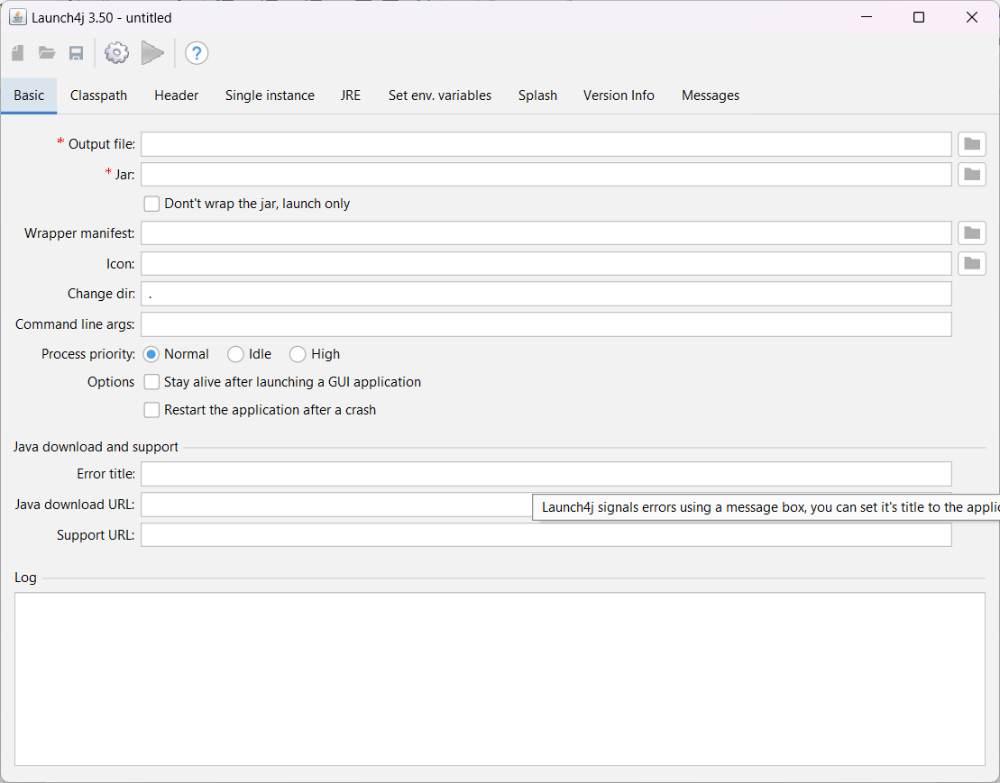 Launch4j 3.50 - untitled
?
Basic Classpath Header Single instance JRE Set env. variables Splash Version Info Messages
* Output file:
* Jar:
Don't wrap the jar, launch only
Wrapper manifest:
Icon:
Change dir: .
Command line args:
Process priority: Normal Idle High
Options Stay alive after launching a GUI application
Restart the application after a crash
Java download and support
Error title:
Java download URL:
Launch4j signals errors using a message box, you can set it's title to the applic
Support URL:
Log